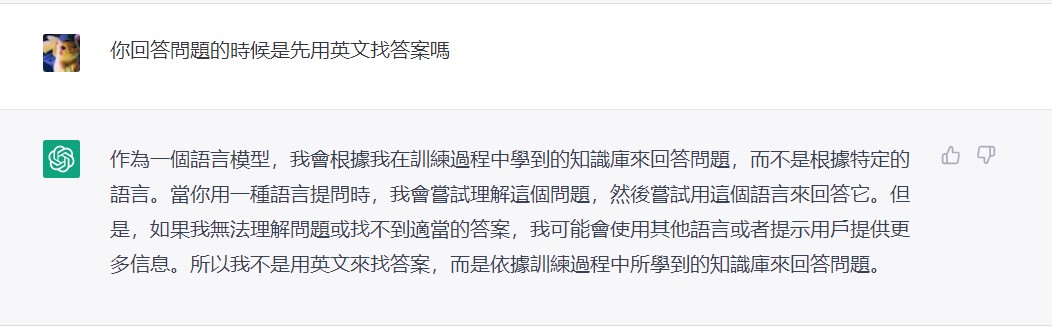 你回答問題的時候是先用英文找答案嗎
作為一個語言模型，我會根據我在訓練過程中學到的知識庫來回答問題，而不是根據特定的
語言。當你用一種語言提問時，我會嘗試理解這個問題，然後嘗試用這個語言來回答它。但
是，如果我無法理解問題或找不到適當的答案，我可能會使用其他語言或者提示用戶提供更
多信息。所以我不是用英文來找答案，而是依據訓練過程中所學到的知識庫來回答問題。